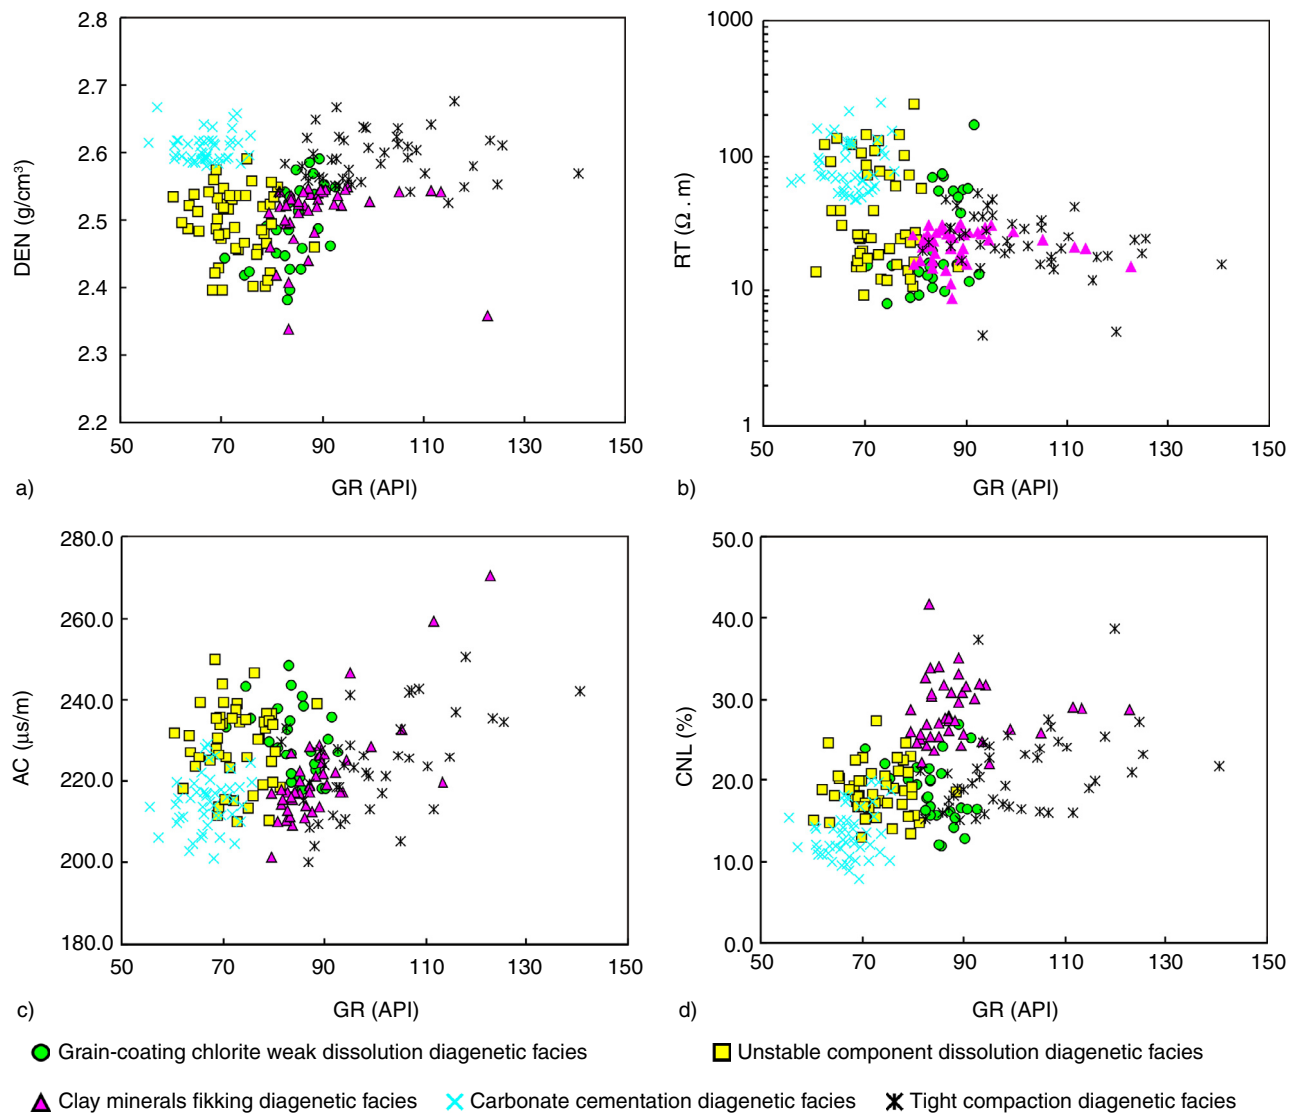 2.8
2.7
2.6
2.5
2.4
2.3
2.2
DEN (g/cm³)
50 70 90 110 130 150
a) GR (API)
1000
100
10
1
RT (Ω . m)
50 70 90 110 130 150
b) GR (API)
280.0
260.0
240.0
220.0
200.0
180.0
AC (µs/m)
50 70 90 110 130 150
c) GR (API)
50.0
40.0
30.0
20.0
10.0
0.0
CNL (%)
50 70 90 110 130 150
d) GR (API)
Grain-coating chlorite weak dissolution diagenetic facies
Unstable component dissolution diagenetic facies
Clay minerals fikking diagenetic facies
Carbonate cementation diagenetic facies
Tight compaction diagenetic facies